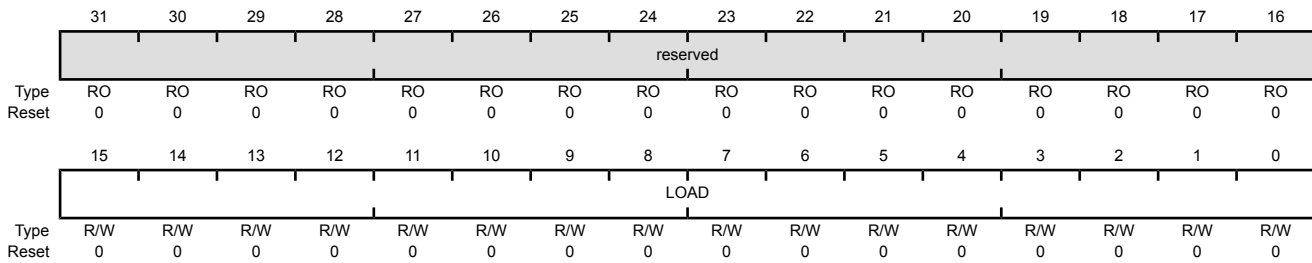 31 30 29 28 27 26 25 24 23 22 21 20 19 18 17 16
reserved
Type RO RO RO RO RO RO RO RO RO RO RO RO RO RO RO RO
Reset 0 0 0 0 0 0 0 0 0 0 0 0 0 0 0 0
15 14 13 12 11 10 9 8 7 6 5 4 3 2 1 0
LOAD
Type R/W R/W R/W R/W R/W R/W R/W R/W R/W R/W R/W R/W R/W R/W R/W R/W
Reset 0 0 0 0 0 0 0 0 0 0 0 0 0 0 0 0